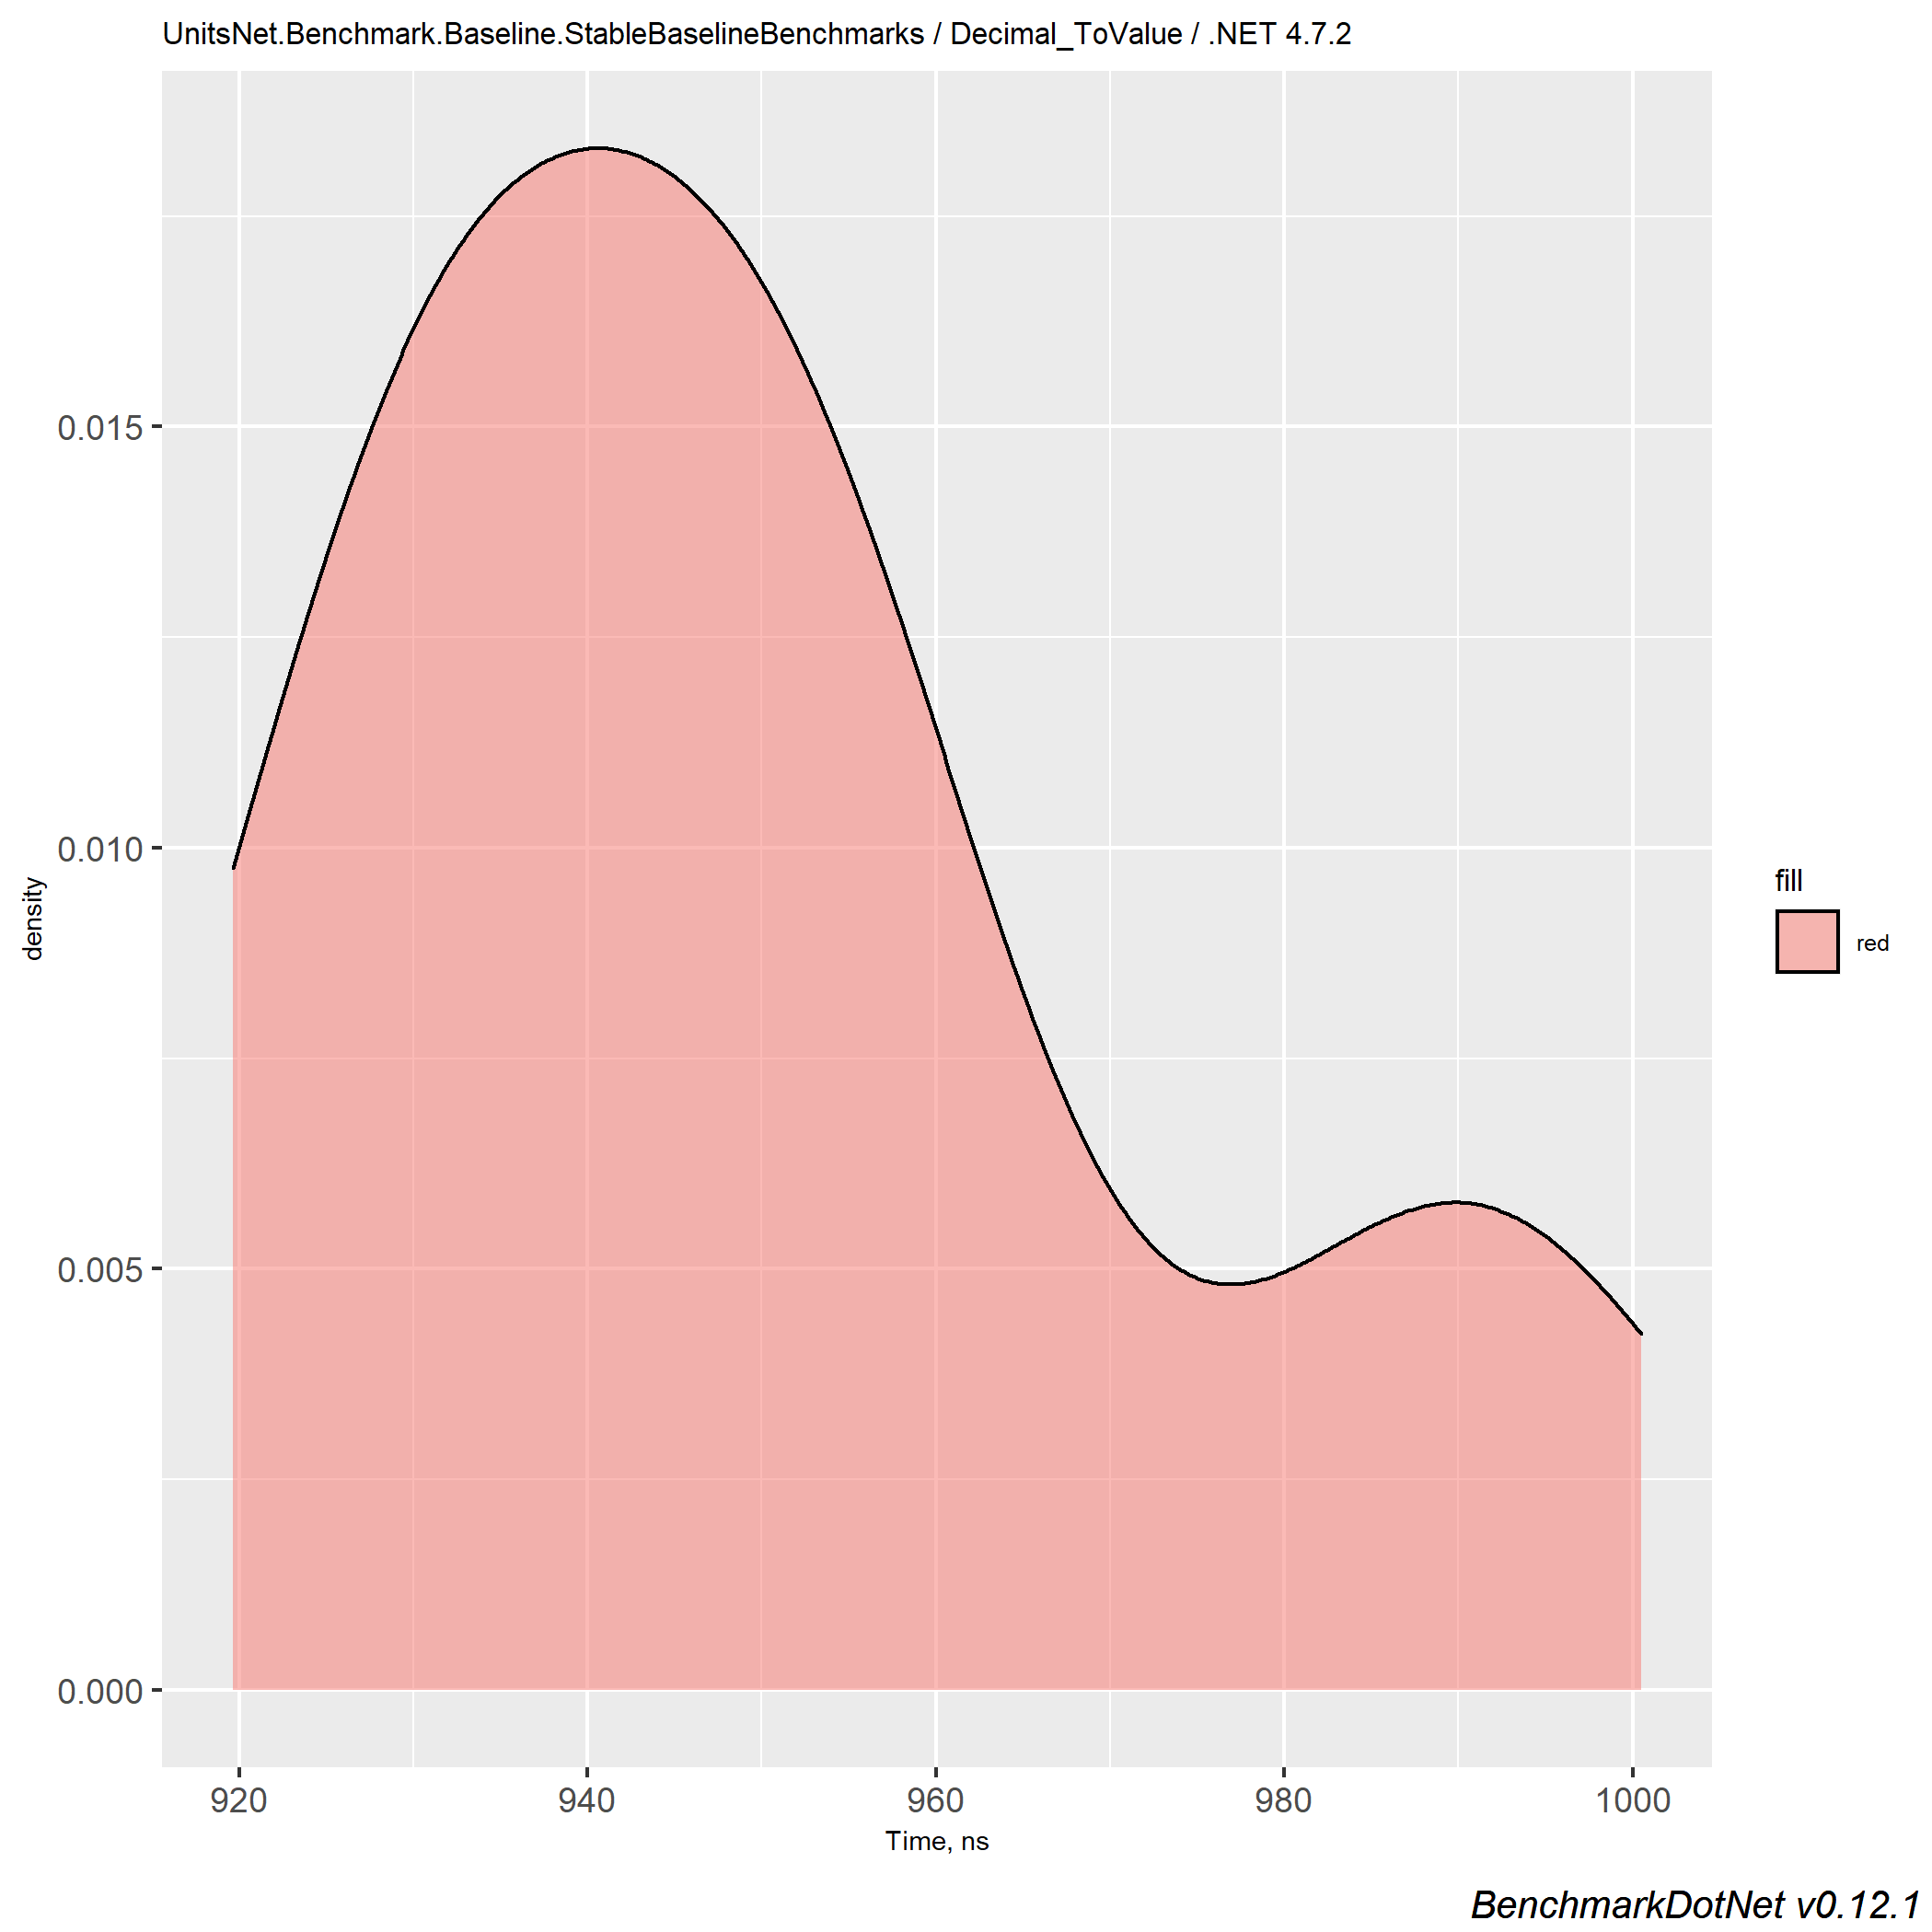 UnitsNet.Benchmark.Baseline.StableBaselineBenchmarks / Decimal_ToValue / .NET 4.7.2
0.015
0.010
0.005
0.000
density
920 940 960 980 1000
Time, ns
fill
red
BenchmarkDotNet v0.12.1